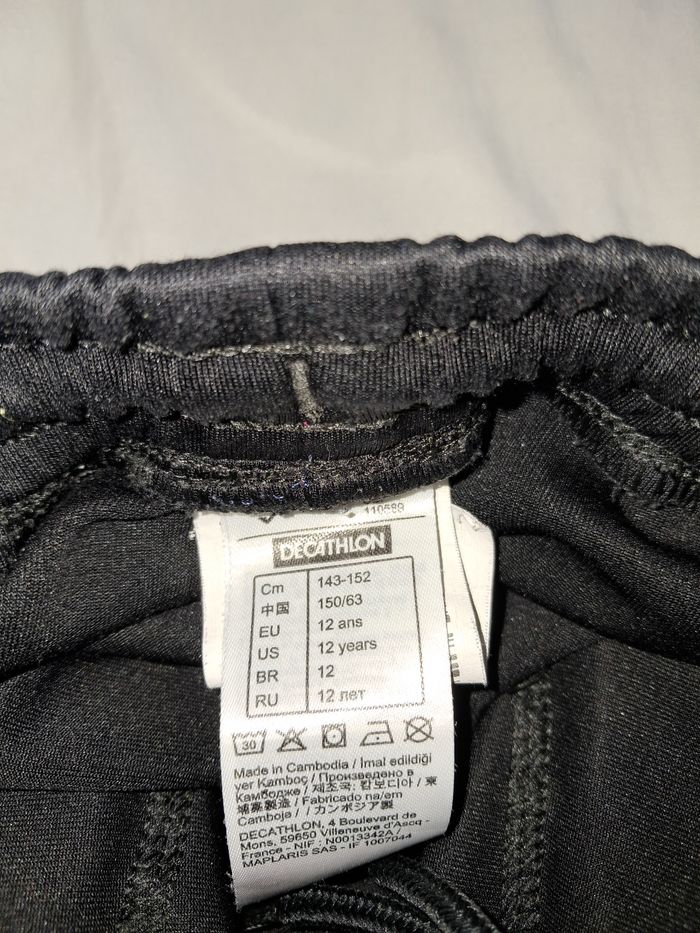 110589
DECATHLON
Cm 143-152
中国 150/63
EU 12 ans
US 12 years
BR 12
RU 12 лет
30
Made in Cambodia / İmal edildiği
yer Kamboç / Произведено в
Камбодже / 제조국: 캄보디아 / 東
埔寨製造 / Fabricado na/em
Camboja / / カンボジア製
DECATHLON, 4 Boulevard de
Mons, 59650 Villeneuve d'Ascq -
France - NIF : N0013342A /
MAPLARIS SAS - IF 1007044